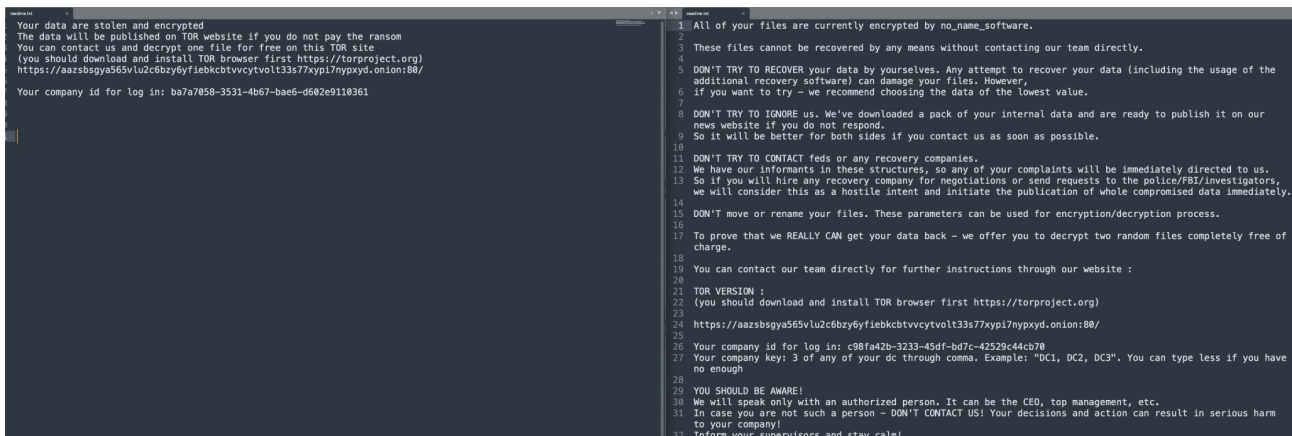 readme.txt
Your data are stolen and encrypted
The data will be published on TOR website if you do not pay the ransom
You can contact us and decrypt one file for free on this TOR site
(you should download and install TOR browser first https://torproject.org)
https://aazsbsgya565vlu2c6bzy6yfiebkcbtvvcytvolt33s77xypi7nypxyd.onion:80/
Your company id for log in: ba7a7058-3531-4b67-bae6-d602e9110361
readme.txt
1 All of your files are currently encrypted by no_name_software.
2
3 These files cannot be recovered by any means without contacting our team directly.
4
5 DON'T TRY TO RECOVER your data by yourselves. Any attempt to recover your data (including the usage of the
additional recovery software) can damage your files. However,
6 if you want to try – we recommend choosing the data of the lowest value.
7
8 DON'T TRY TO IGNORE us. We've downloaded a pack of your internal data and are ready to publish it on our
news website if you do not respond.
9 So it will be better for both sides if you contact us as soon as possible.
10
11 DON'T TRY TO CONTACT feds or any recovery companies.
12 We have our informants in these structures, so any of your complaints will be immediately directed to us.
13 So if you will hire any recovery company for negotiations or send requests to the police/FBI/investigators,
we will consider this as a hostile intent and initiate the publication of whole compromised data immediately.
14
15 DON'T move or rename your files. These parameters can be used for encryption/decryption process.
16
17 To prove that we REALLY CAN get your data back – we offer you to decrypt two random files completely free of
charge.
18
19 You can contact our team directly for further instructions through our website :
20
21 TOR VERSION :
22 (you should download and install TOR browser first https://torproject.org)
23
24 https://aazsbsgya565vlu2c6bzy6yfiebkcbtvvcytvolt33s77xypi7nypxyd.onion:80/
25
26 Your company id for log in: c98fa42b-3233-45df-bd7c-42529c44cb70
27 Your company key: 3 of any of your dc through comma. Example: "DC1, DC2, DC3". You can type less if you have
no enough
28
29 YOU SHOULD BE AWARE!
30 We will speak only with an authorized person. It can be the CEO, top management, etc.
31 In case you are not such a person – DON'T CONTACT US! Your decisions and action can result in serious harm
to your company!
32 Inform your supervisors and stay calm!